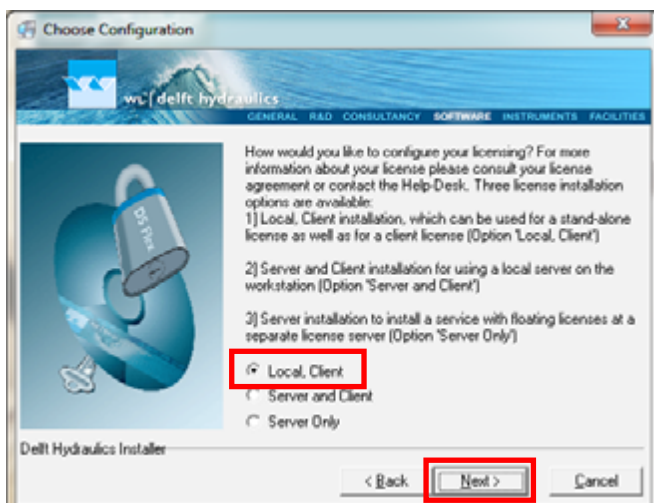 Choose Configuration
wl | delft hydraulics
GENERAL R&D CONSULTANCY SOFTWARE INSTRUMENTS FACILITIES
How would you like to configure your licensing? For more
information about your license please consult your license
agreement or contact the Help-Desk. Three license installation
options are available:
1] Local, Client installation, which can be used for a stand-alone
license as well as for a client license (Option 'Local, Client')
2] Server and Client installation for using a local server on the
workstation (Option 'Server and Client')
3] Server installation to install a service with floating licenses at a
separate license server (Option 'Server Only')
DS Flex
Local, Client
Server and Client
Server Only
Delft Hydraulics Installer
< Back Next > Cancel